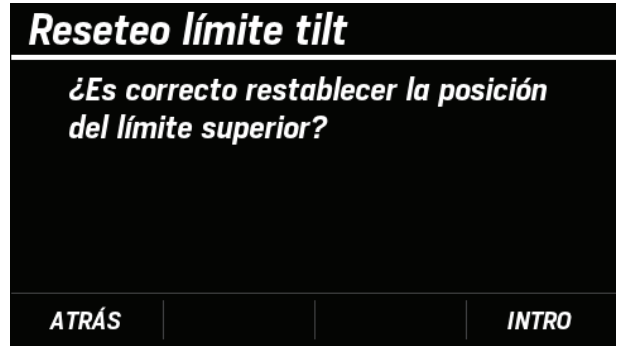 Reseteo límite tilt
¿Es correcto restablecer la posición
del límite superior?
ATRÁS
INTRO